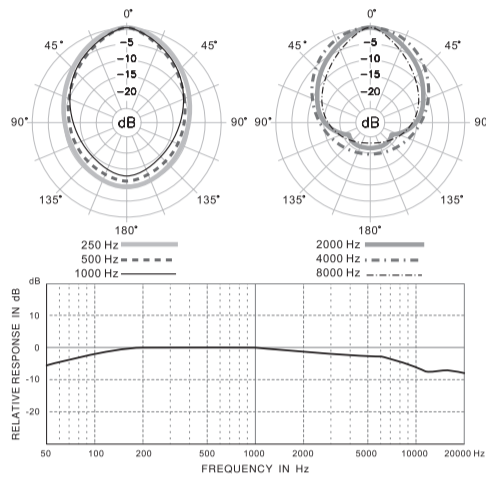 0° 0°
45° -5 45° 45° -5 45°
-10 -10
-15 -15
-20 -20
90° dB 90° 90° dB 90°
135° 135° 135° 135°
180° 180°
250 Hz 2000 Hz
500 Hz 4000 Hz
1000 Hz 8000 Hz
dB
10
0
-10
-20
RELATIVE RESPONSE IN dB
50 100 200 500 1000 2000 5000 10000 20000 Hz
FREQUENCY IN Hz